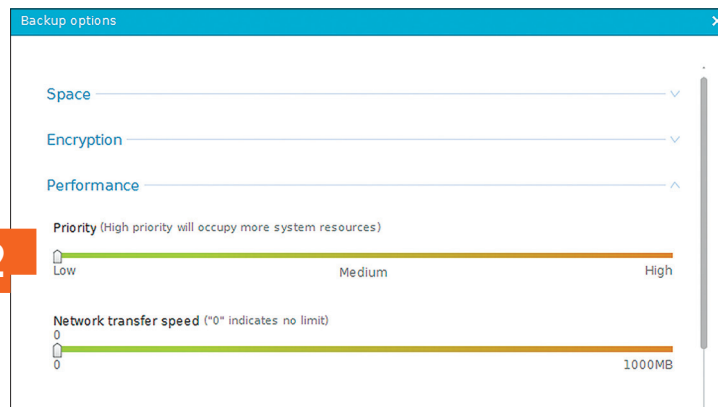 Backup options
Space
Encryption
Performance
Priority (High priority will occupy more system resources)
Low Medium High
Network transfer speed ("0" indicates no limit)
0
0 1000MB